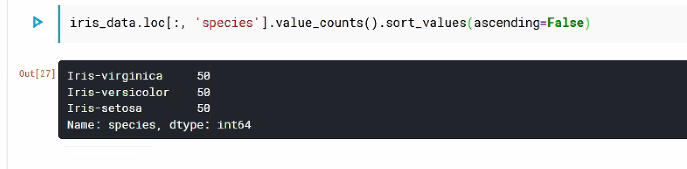 iris_data.loc[:, 'species'].value_counts().sort_values(ascending=False)
Out[27]
Iris-virginica     50
Iris-versicolor    50
Iris-setosa        50
Name: species, dtype: int64